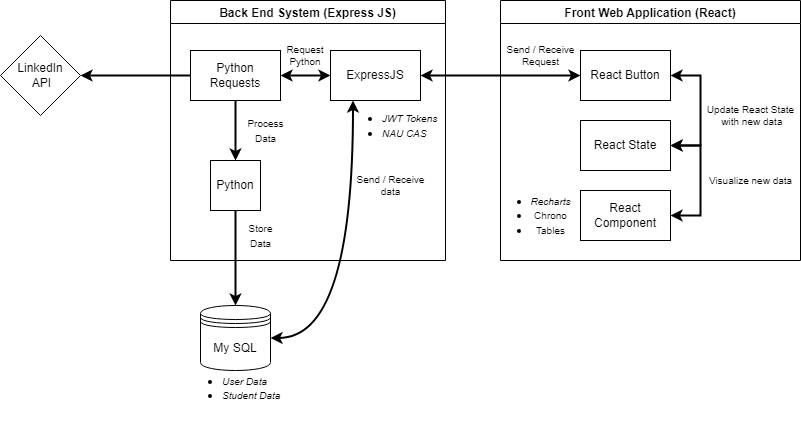 Back End System (Express JS)
Front Web Application (React)
LinkedIn
API
Python
Requests
Request
Python
ExpressJS
Send / Receive
Request
React Button
JWT Tokens
NAU CAS
Process
Data
Update React State
with new data
React State
Python
Send / Receive
data
Visualize new data
Recharts
Chrono
Tables
React
Component
Store
Data
My SQL
User Data
Student Data